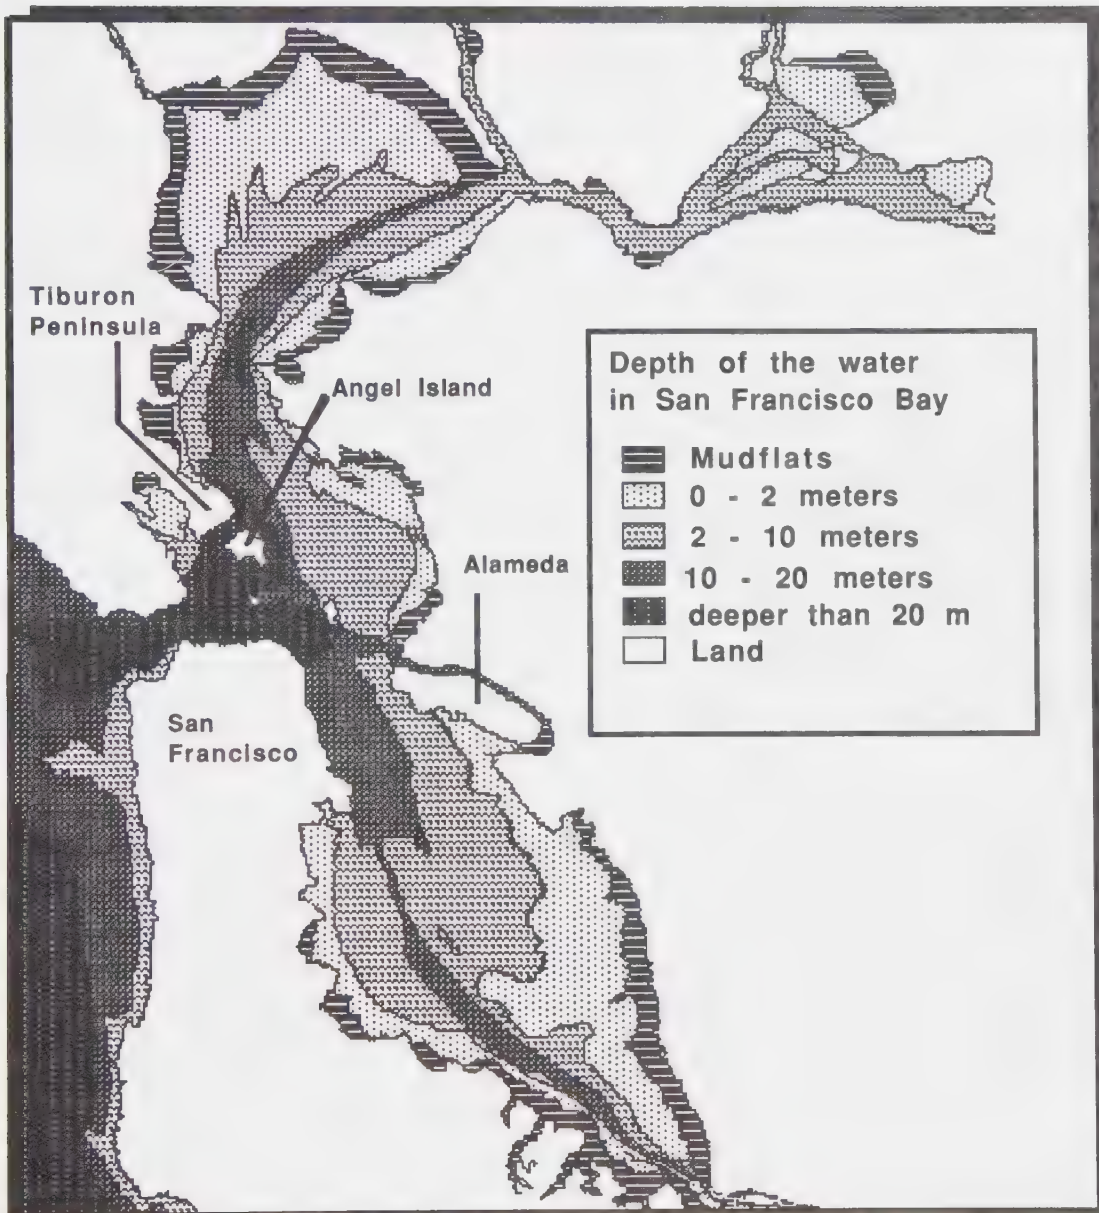 Tiburon
Peninsula
Angel Island
Depth of the water
in San Francisco Bay
Mudflats
0 - 2 meters
2 - 10 meters
10 - 20 meters
deeper than 20 m
Land
Alameda
San
Francisco